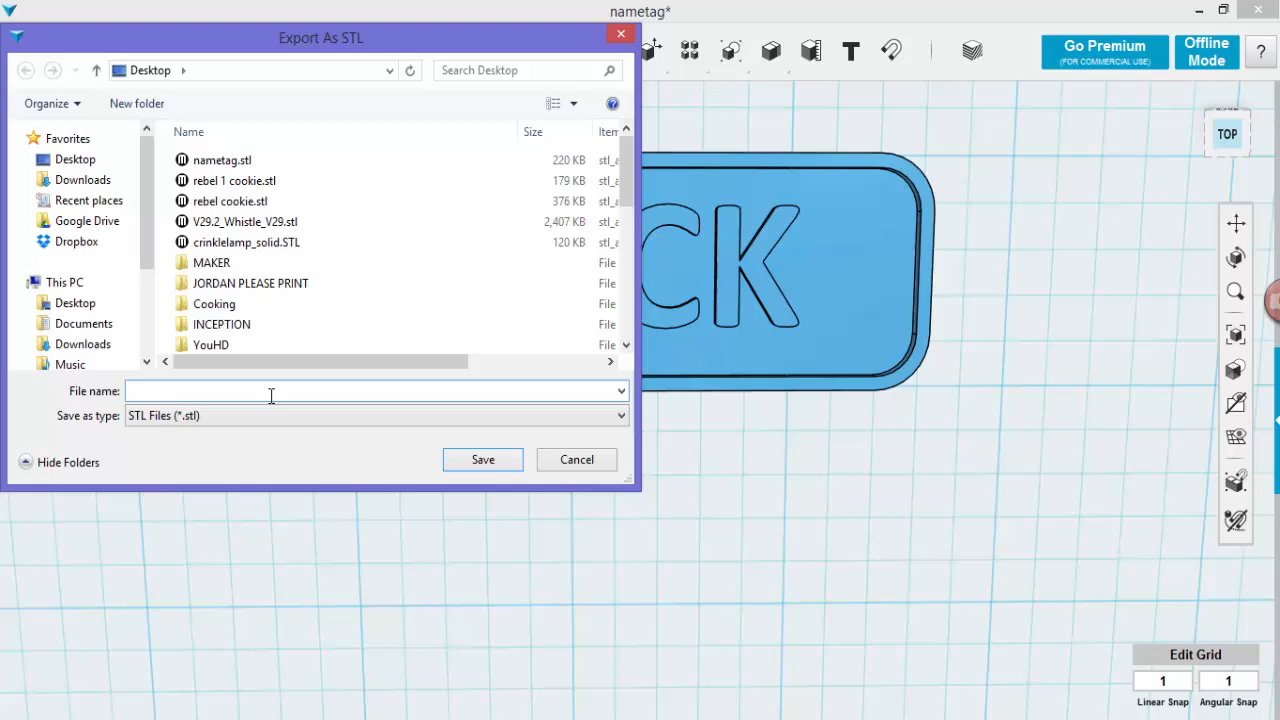 nametag*
Export As STL
Go Premium
(FOR COMMERCIAL USE)
Offline
Mode
?
Desktop
Search Desktop
Organize
New folder
Name
Size
Item
Favorites
Desktop
Downloads
Recent places
Google Drive
Dropbox
This PC
Desktop
Documents
Downloads
Music
nametag.stl 220 KB stl_a
rebel 1 cookie.stl 179 KB stl_a
rebel cookie.stl 376 KB stl_a
V29.2_Whistle_V29.stl 2,407 KB stl_a
crinklelamp_solid.STL 120 KB stl_a
MAKER File
JORDAN PLEASE PRINT File
Cooking File
INCEPTION File
YouHD File
File name:
Save as type: STL Files (*.stl)
Hide Folders
Save
Cancel
CK
TOP
Edit Grid
1 1
Linear Snap Angular Snap